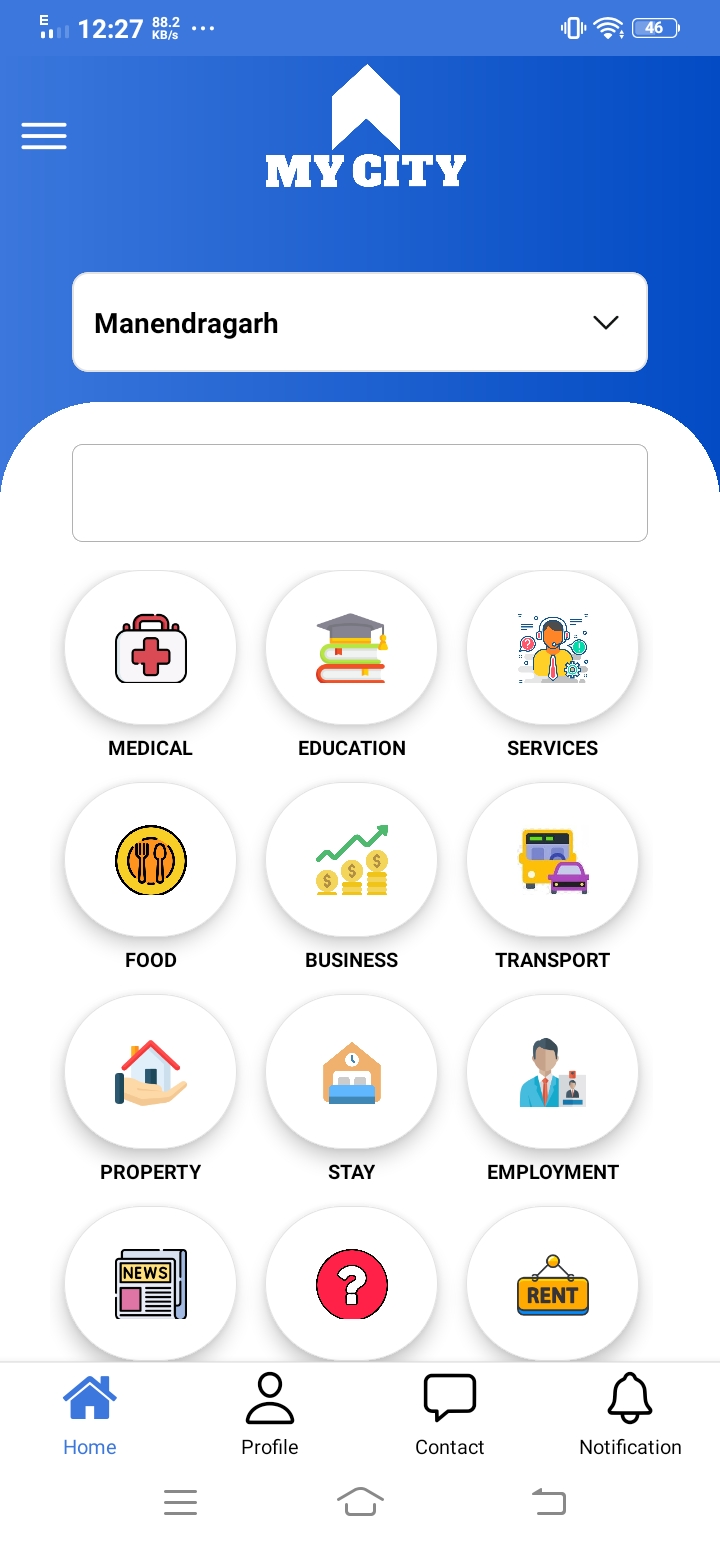 E
12:27
88.2
KB/s
46
MY CITY
Manendragarh
MEDICAL
EDUCATION
SERVICES
FOOD
BUSINESS
TRANSPORT
PROPERTY
STAY
EMPLOYMENT
NEWS
?
RENT
Home
Profile
Contact
Notification